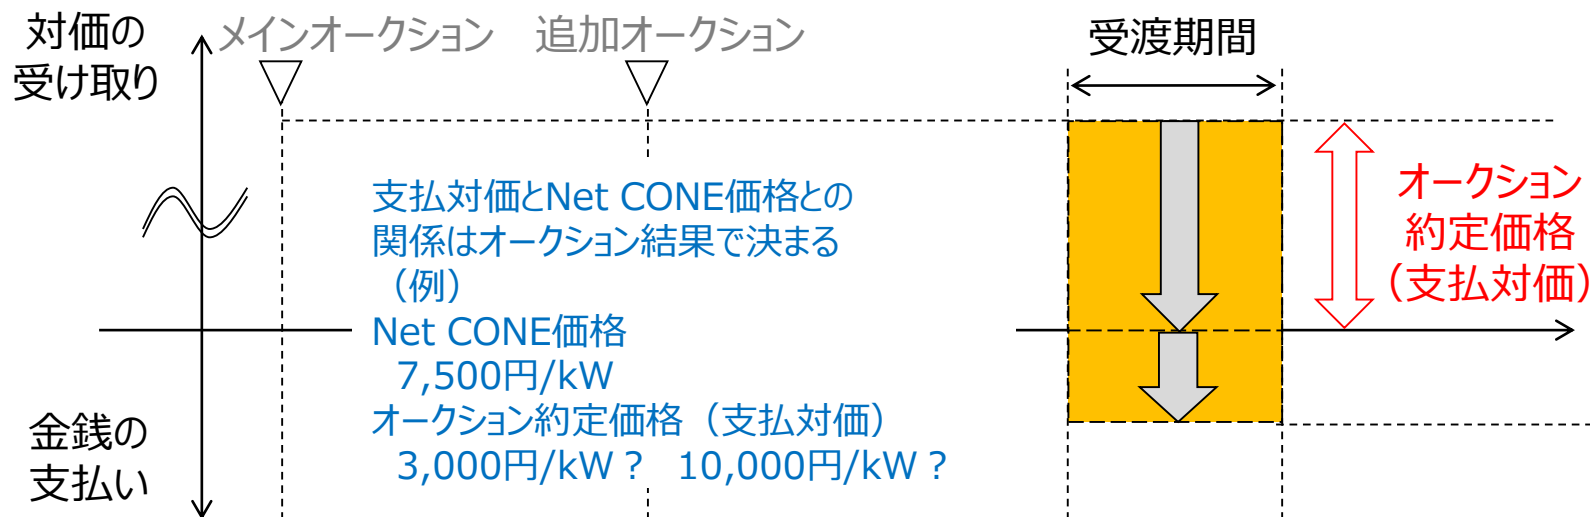 対価の
受け取り
メインオークション
追加オークション
受渡期間
支払対価とNet CONE価格との
関係はオークション結果で決まる
（例）
Net CONE価格
7,500円/kW
オークション約定価格（支払対価）
3,000円/kW？ 10,000円/kW？
オークション
約定価格
（支払対価）
金銭の
支払い